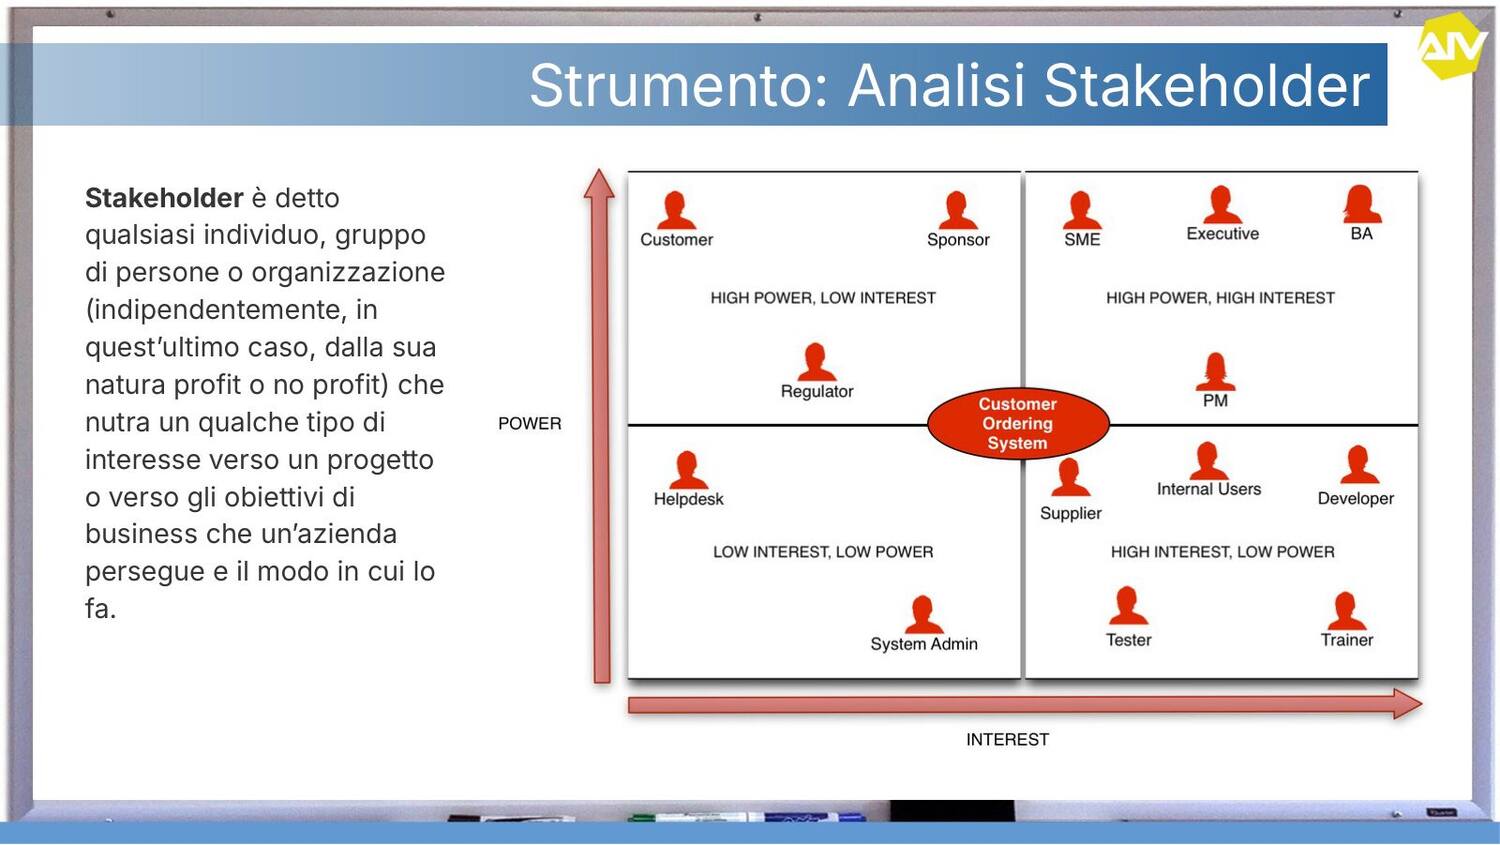 AIV
Strumento: Analisi Stakeholder
Stakeholder è detto
qualsiasi individuo, gruppo
di persone o organizzazione
(indipendentemente, in
quest’ultimo caso, dalla sua
natura profit o no profit) che
nutra un qualche tipo di
interesse verso un progetto
o verso gli obiettivi di
business che un’azienda
persegue e il modo in cui lo
fa.
POWER
Customer
Sponsor
HIGH POWER, LOW INTEREST
Regulator
SME
Executive
BA
HIGH POWER, HIGH INTEREST
PM
Customer
Ordering
System
Helpdesk
LOW INTEREST, LOW POWER
System Admin
Supplier
Internal Users
Developer
HIGH INTEREST, LOW POWER
Tester
Trainer
INTEREST